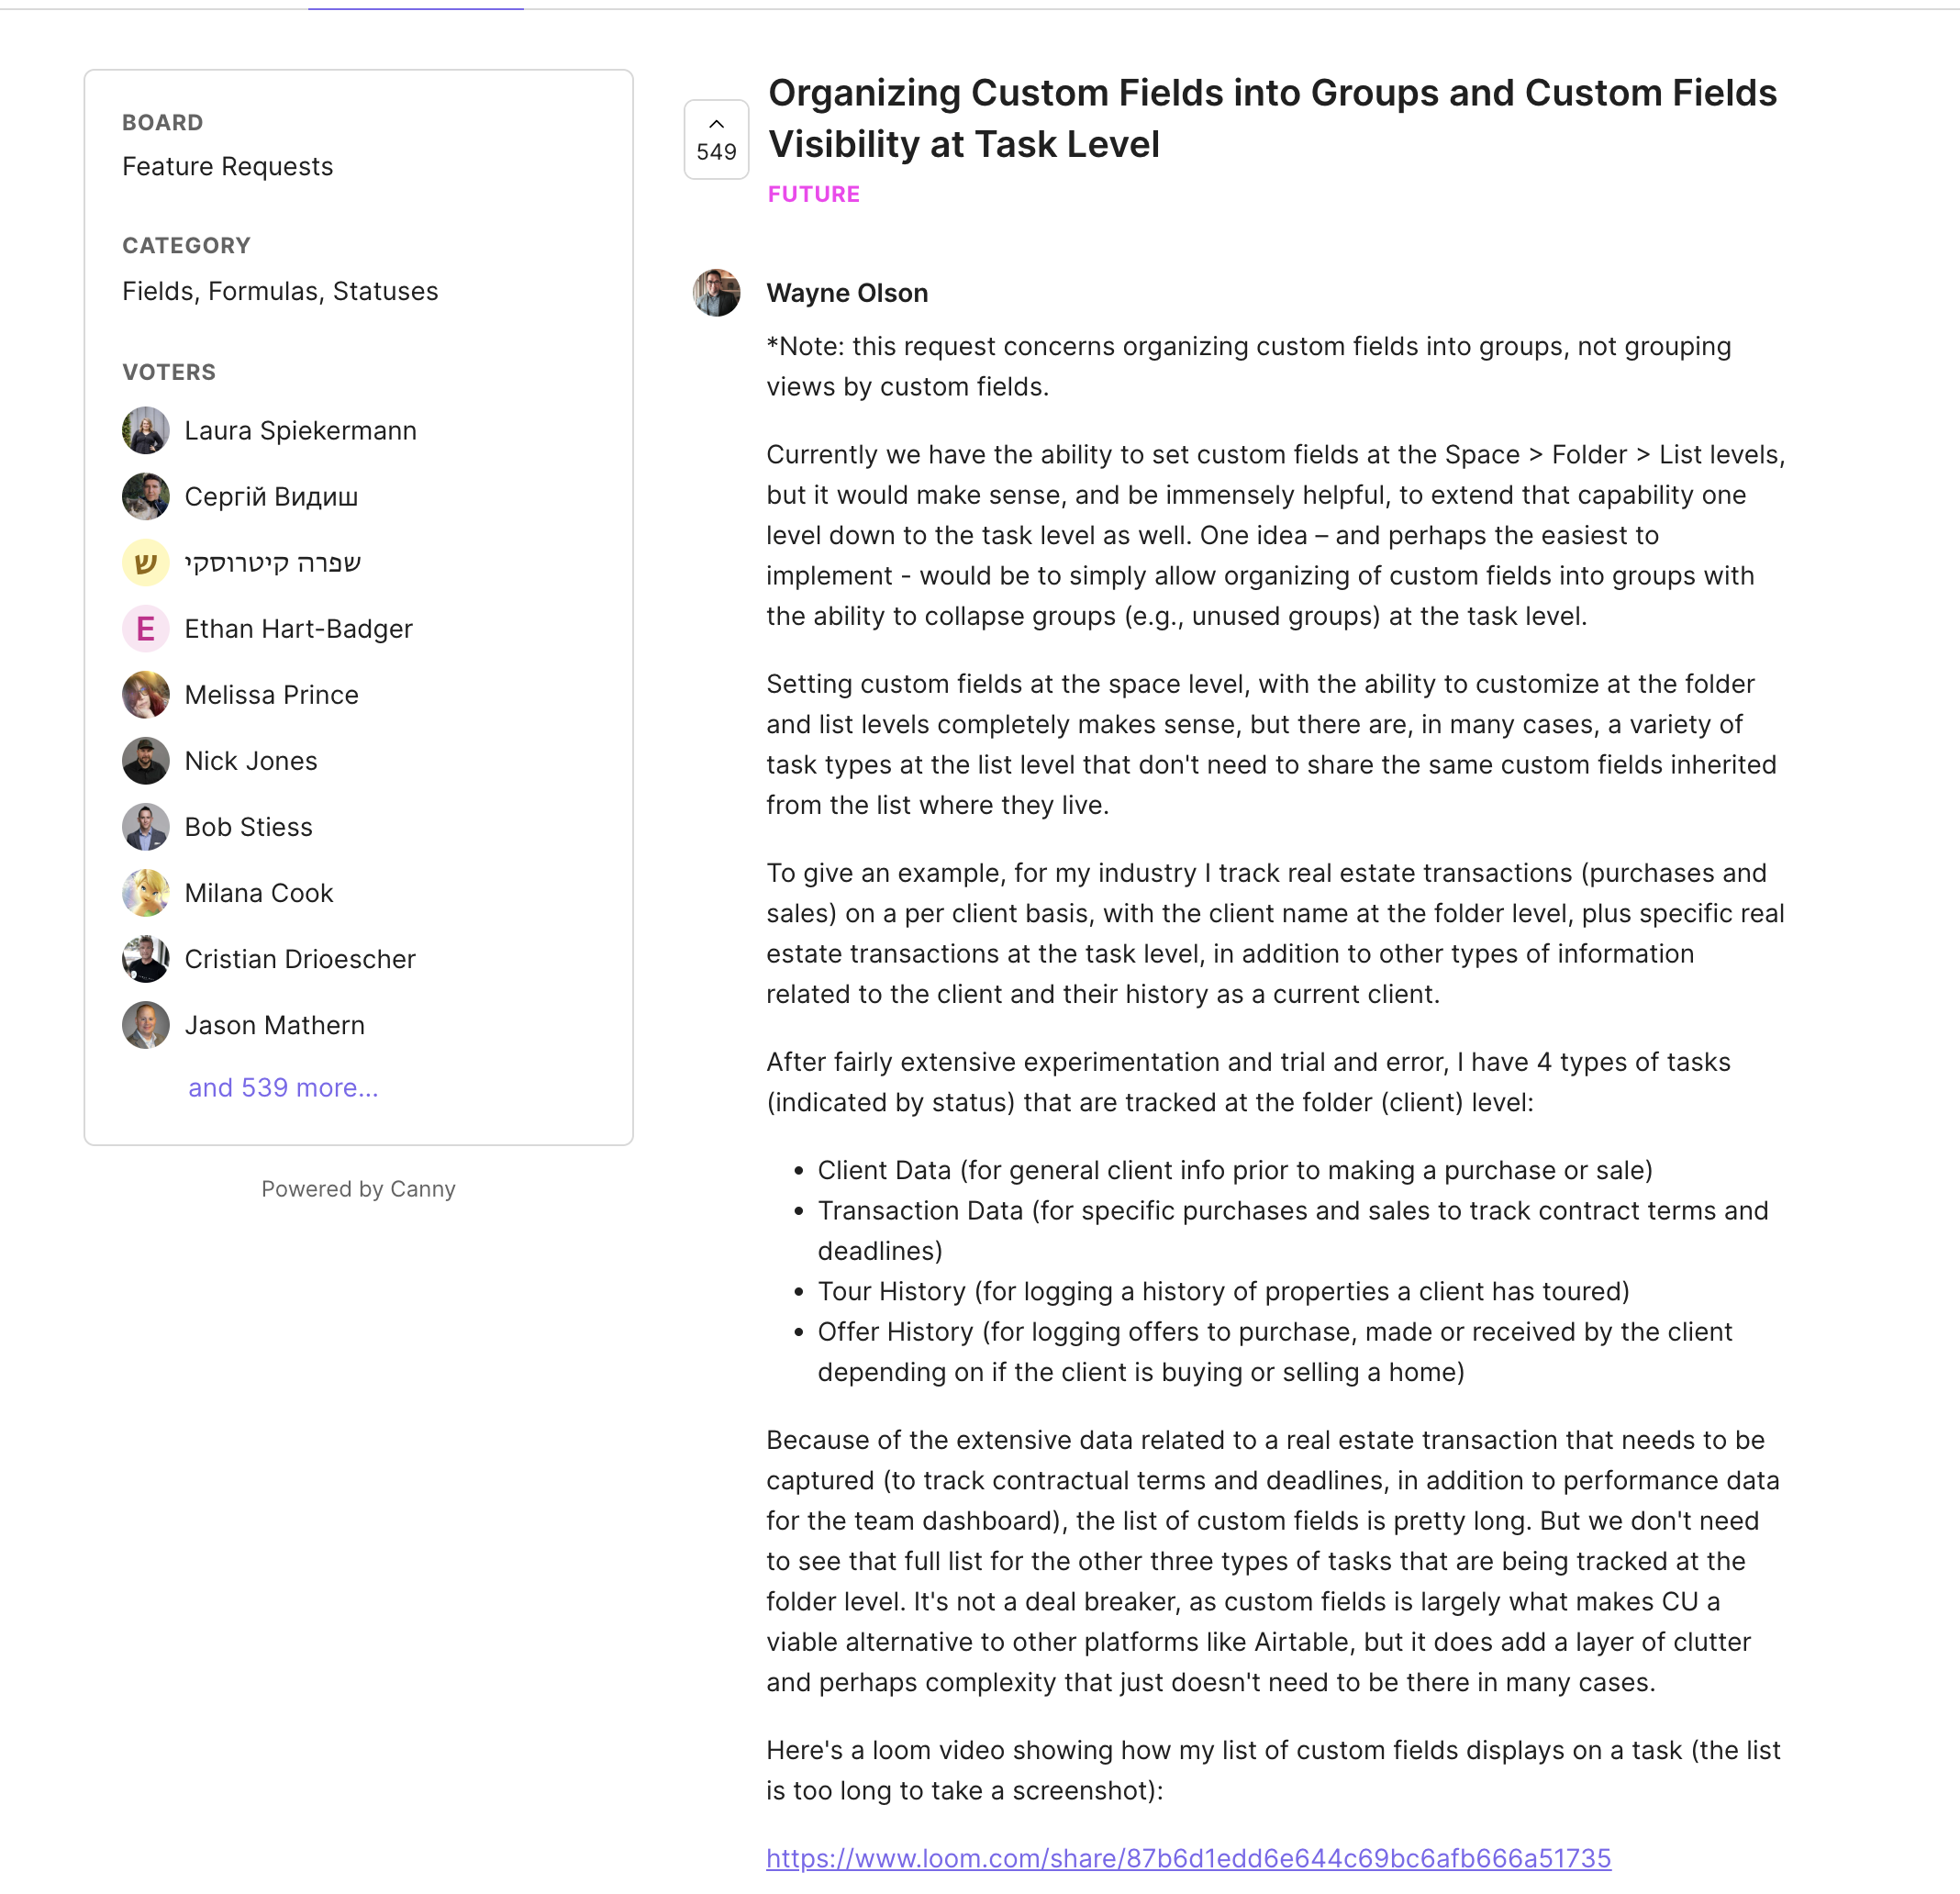 BOARD
Feature Requests
CATEGORY
Fields, Formulas, Statuses
VOTERS
Laura Spiekermann
Сергій Видиш
ש שפרה קיטרוסקי
E Ethan Hart-Badger
Melissa Prince
Nick Jones
Bob Stiess
Milana Cook
Cristian Drioescher
Jason Mathern
and 539 more...
Powered by Canny
549
Organizing Custom Fields into Groups and Custom Fields
Visibility at Task Level
FUTURE
Wayne Olson
*Note: this request concerns organizing custom fields into groups, not grouping
views by custom fields.
Currently we have the ability to set custom fields at the Space > Folder > List levels,
but it would make sense, and be immensely helpful, to extend that capability one
level down to the task level as well. One idea – and perhaps the easiest to
implement - would be to simply allow organizing of custom fields into groups with
the ability to collapse groups (e.g., unused groups) at the task level.
Setting custom fields at the space level, with the ability to customize at the folder
and list levels completely makes sense, but there are, in many cases, a variety of
task types at the list level that don't need to share the same custom fields inherited
from the list where they live.
To give an example, for my industry I track real estate transactions (purchases and
sales) on a per client basis, with the client name at the folder level, plus specific real
estate transactions at the task level, in addition to other types of information
related to the client and their history as a current client.
After fairly extensive experimentation and trial and error, I have 4 types of tasks
(indicated by status) that are tracked at the folder (client) level:
• Client Data (for general client info prior to making a purchase or sale)
• Transaction Data (for specific purchases and sales to track contract terms and
deadlines)
• Tour History (for logging a history of properties a client has toured)
• Offer History (for logging offers to purchase, made or received by the client
depending on if the client is buying or selling a home)
Because of the extensive data related to a real estate transaction that needs to be
captured (to track contractual terms and deadlines, in addition to performance data
for the team dashboard), the list of custom fields is pretty long. But we don't need
to see that full list for the other three types of tasks that are being tracked at the
folder level. It's not a deal breaker, as custom fields is largely what makes CU a
viable alternative to other platforms like Airtable, but it does add a layer of clutter
and perhaps complexity that just doesn't need to be there in many cases.
Here's a loom video showing how my list of custom fields displays on a task (the list
is too long to take a screenshot):
https://www.loom.com/share/87b6d1edd6e644c69bc6afb666a51735